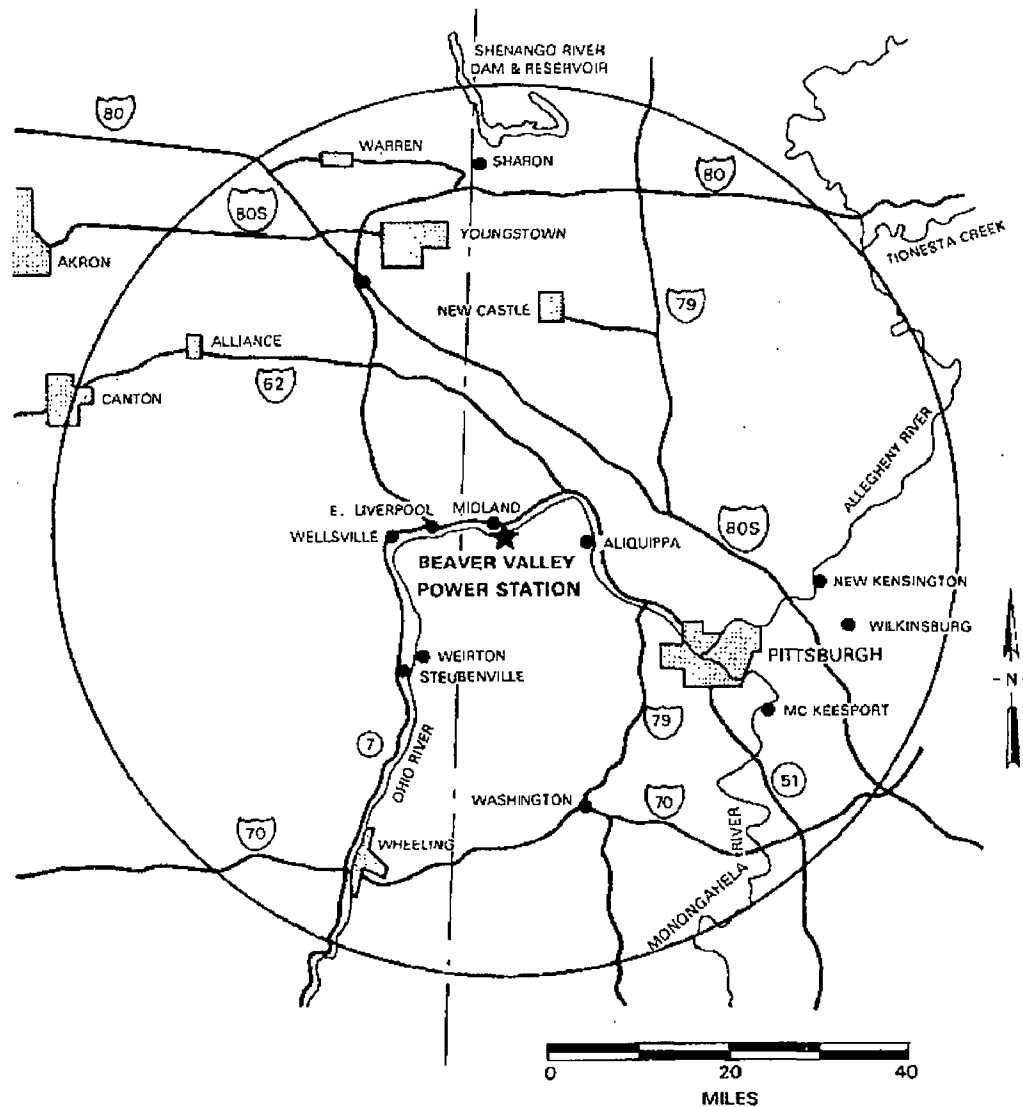 SHENANGO RIVER
DAM & RESERVOIR
80
WARREN
SHARON
80
80S
YOUNGSTOWN
TIONESTA CREEK
AKRON
NEW CASTLE
79
ALLIANCE
62
CANTON
ALLEGHENY RIVER
E. LIVERPOOL
MIDLAND
WELLSVILLE
ALIQUIPPA
80S
BEAVER VALLEY
POWER STATION
NEW KENSINGTON
WILKINSBURG
PITTSBURGH
WEIRTON
STEUBENVILLE
- N -
MC KEESPORT
79
7
OHIO RIVER
51
WASHINGTON
70
70
WHEELING
MONONGAHELA RIVER
0 20 40
MILES